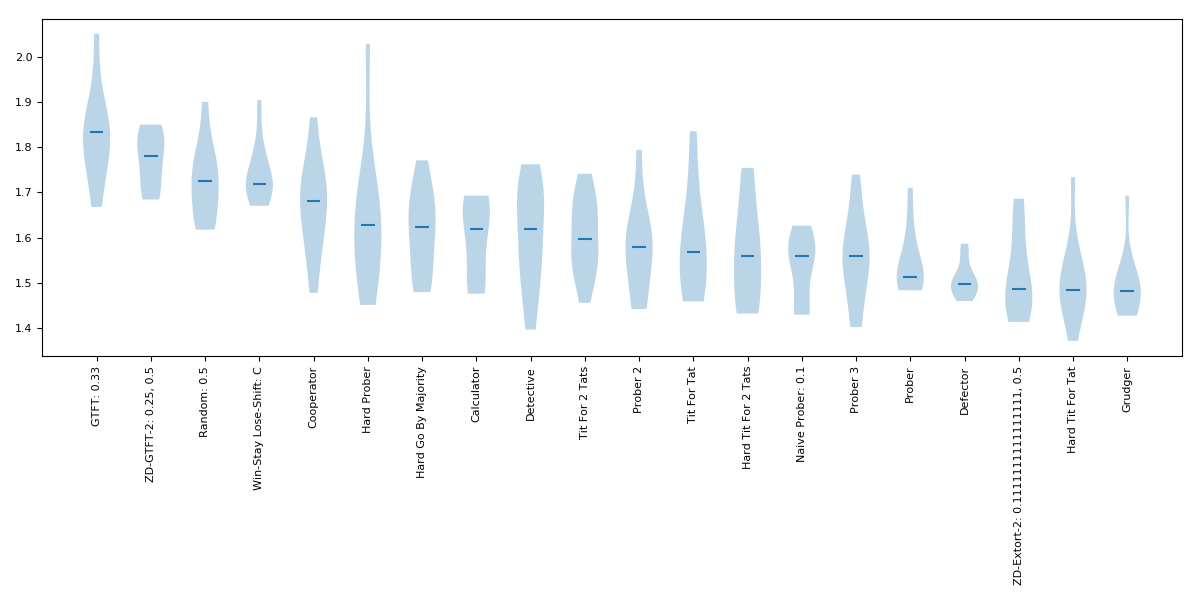 2.0
1.9
1.8
1.7
1.6
1.5
1.4
GTFT: 0.33
ZD-GTFT-2: 0.25, 0.5
Random: 0.5
Win-Stay Lose-Shift: C
Cooperator
Hard Prober
Hard Go By Majority
Calculator
Detective
Tit For 2 Tats
Prober 2
Tit For Tat
Hard Tit For 2 Tats
Naive Prober: 0.1
Prober 3
Prober
Defector
ZD-Extort-2: 0.1111111111111111, 0.5
Hard Tit For Tat
Grudger